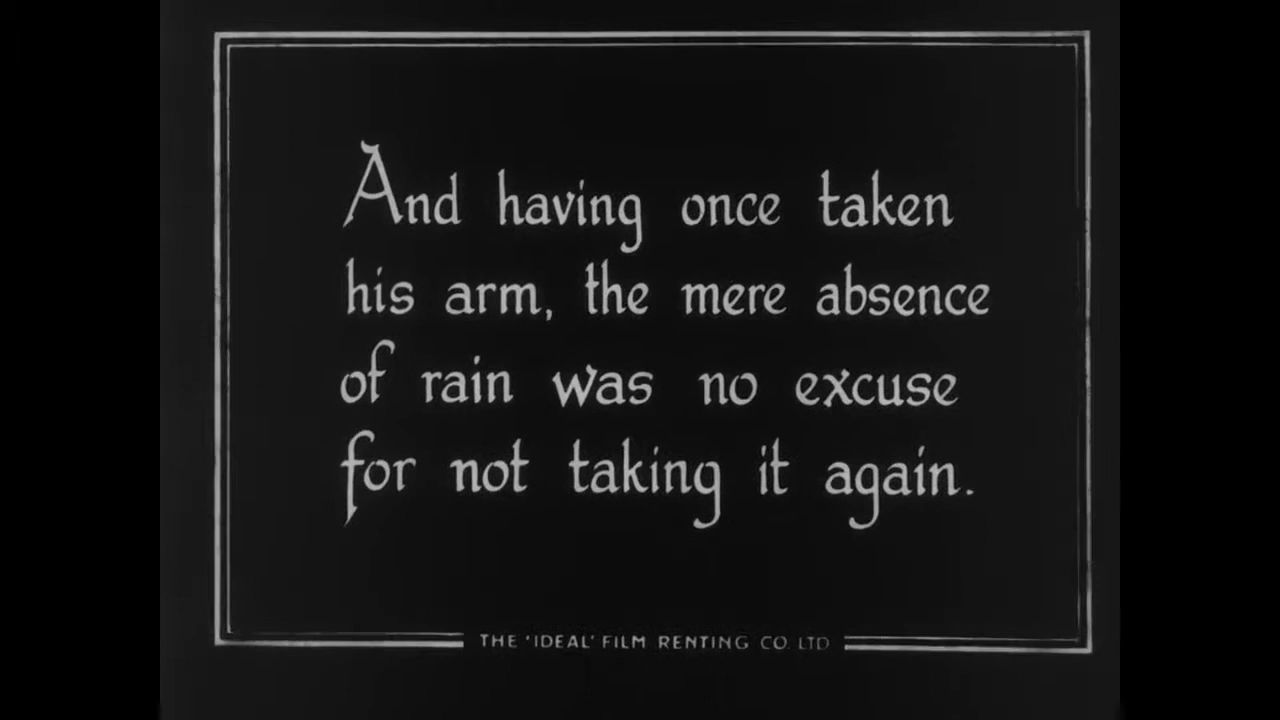 And having once taken
his arm, the mere absence
of rain was no excuse
for not taking it again.
THE 'IDEAL' FILM RENTING CO. LTD